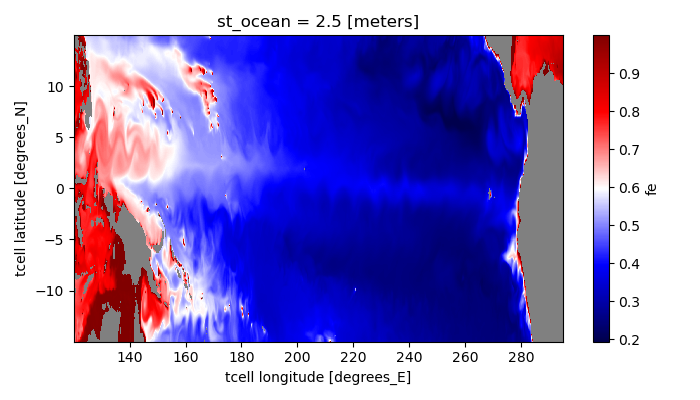 st_ocean = 2.5 [meters]
tcell latitude [degrees_N]
10
5
0
−5
−10
140 160 180 200 220 240 260 280
tcell longitude [degrees_E]
0.9
0.8
0.7
0.6
0.5
0.4
0.3
0.2
fe